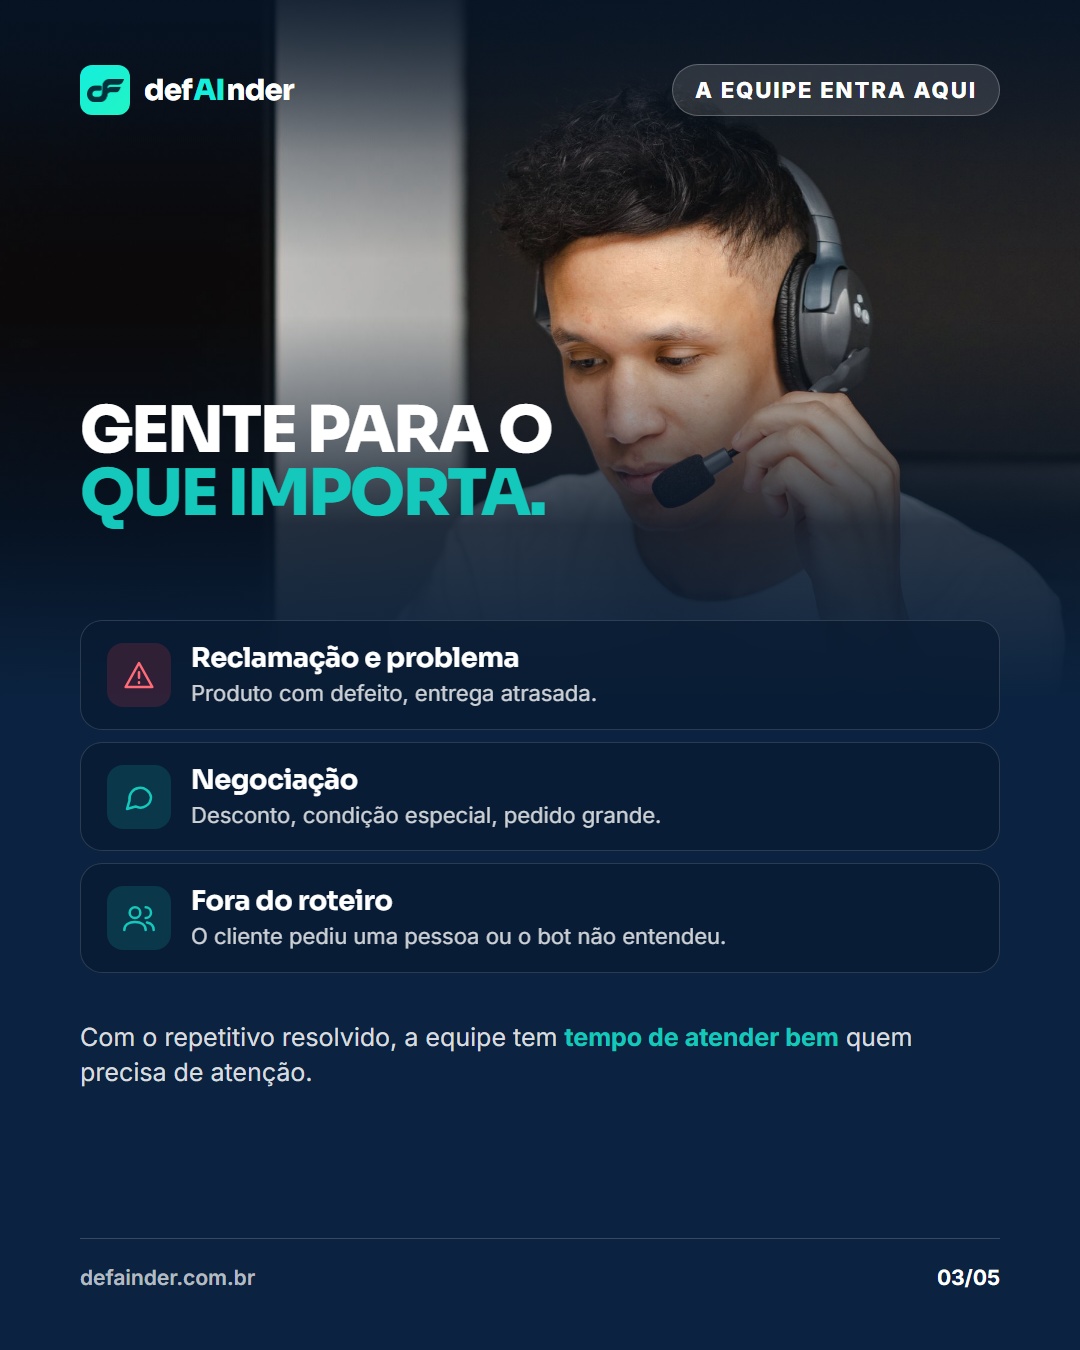 defAInder
A EQUIPE ENTRA AQUI
GENTE PARA O
QUE IMPORTA.
Reclamação e problema
Produto com defeito, entrega atrasada.
Negociação
Desconto, condição especial, pedido grande.
Fora do roteiro
O cliente pediu uma pessoa ou o bot não entendeu.
Com o repetitivo resolvido, a equipe tem tempo de atender bem quem
precisa de atenção.
defainder.com.br
03/05